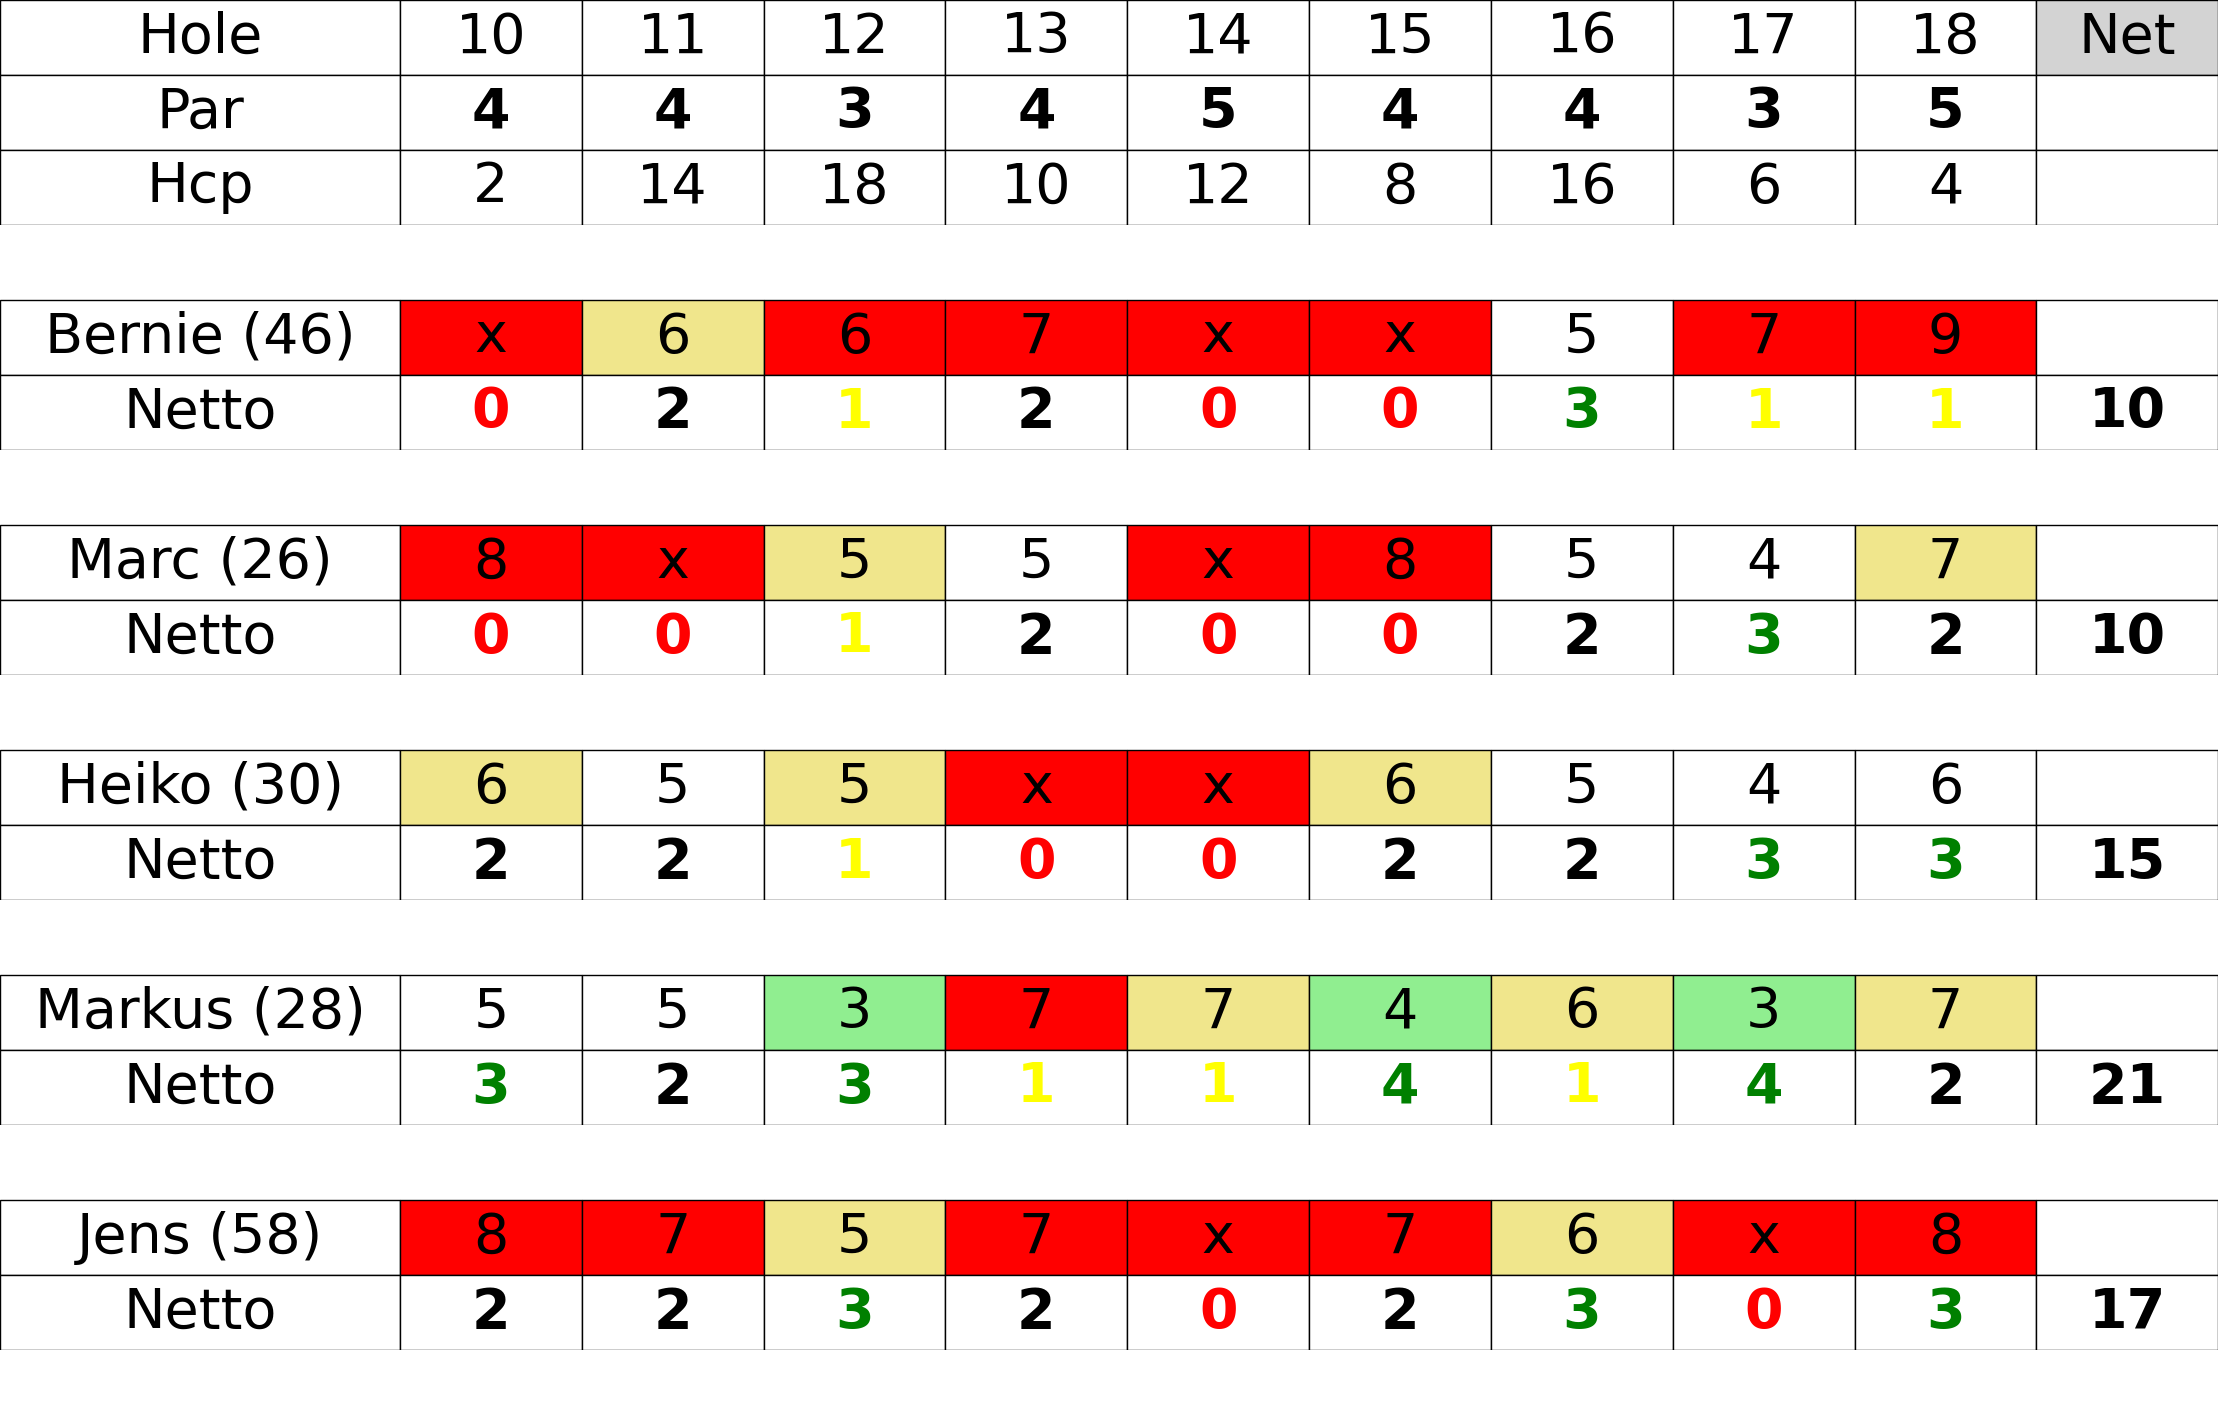 Hole 10 11 12 13 14 15 16 17 18 Net
Par 4 4 3 4 5 4 4 3 5
Hcp 2 14 18 10 12 8 16 6 4
Bernie (46) x 6 6 7 x x 5 7 9
Netto 0 2 1 2 0 0 3 1 1 10
Marc (26) 8 x 5 5 x 8 5 4 7
Netto 0 0 1 2 0 0 2 3 2 10
Heiko (30) 6 5 5 x x 6 5 4 6
Netto 2 2 1 0 0 2 2 3 3 15
Markus (28) 5 5 3 7 7 4 6 3 7
Netto 3 2 3 1 1 4 1 4 2 21
Jens (58) 8 7 5 7 x 7 6 x 8
Netto 2 2 3 2 0 2 3 0 3 17